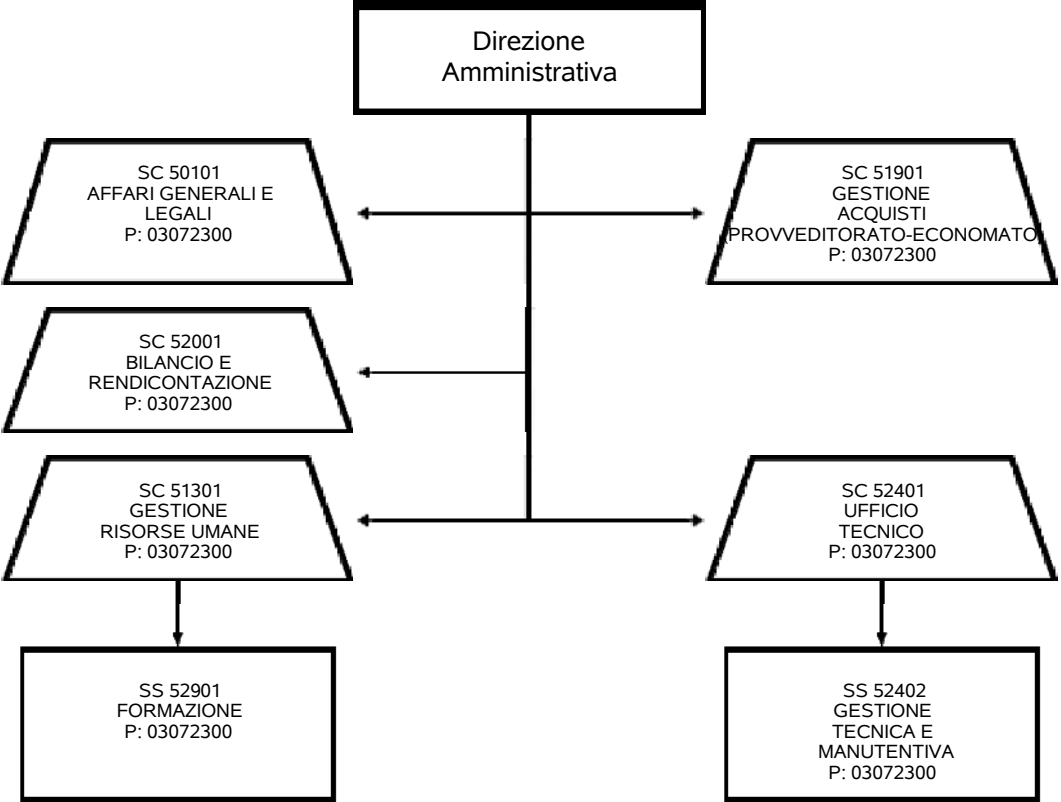 Direzione
Amministrativa
SC 50101
AFFARI GENERALI E
LEGALI
P: 03072300
SC 51901
GESTIONE
ACQUISTI
(PROVVEDITORATO-ECONOMATO)
P: 03072300
SC 52001
BILANCIO E
RENDICONTAZIONE
P: 03072300
SC 51301
GESTIONE
RISORSE UMANE
P: 03072300
SC 52401
UFFICIO
TECNICO
P: 03072300
SS 52901
FORMAZIONE
P: 03072300
SS 52402
GESTIONE
TECNICA E
MANUTENTIVA
P: 03072300